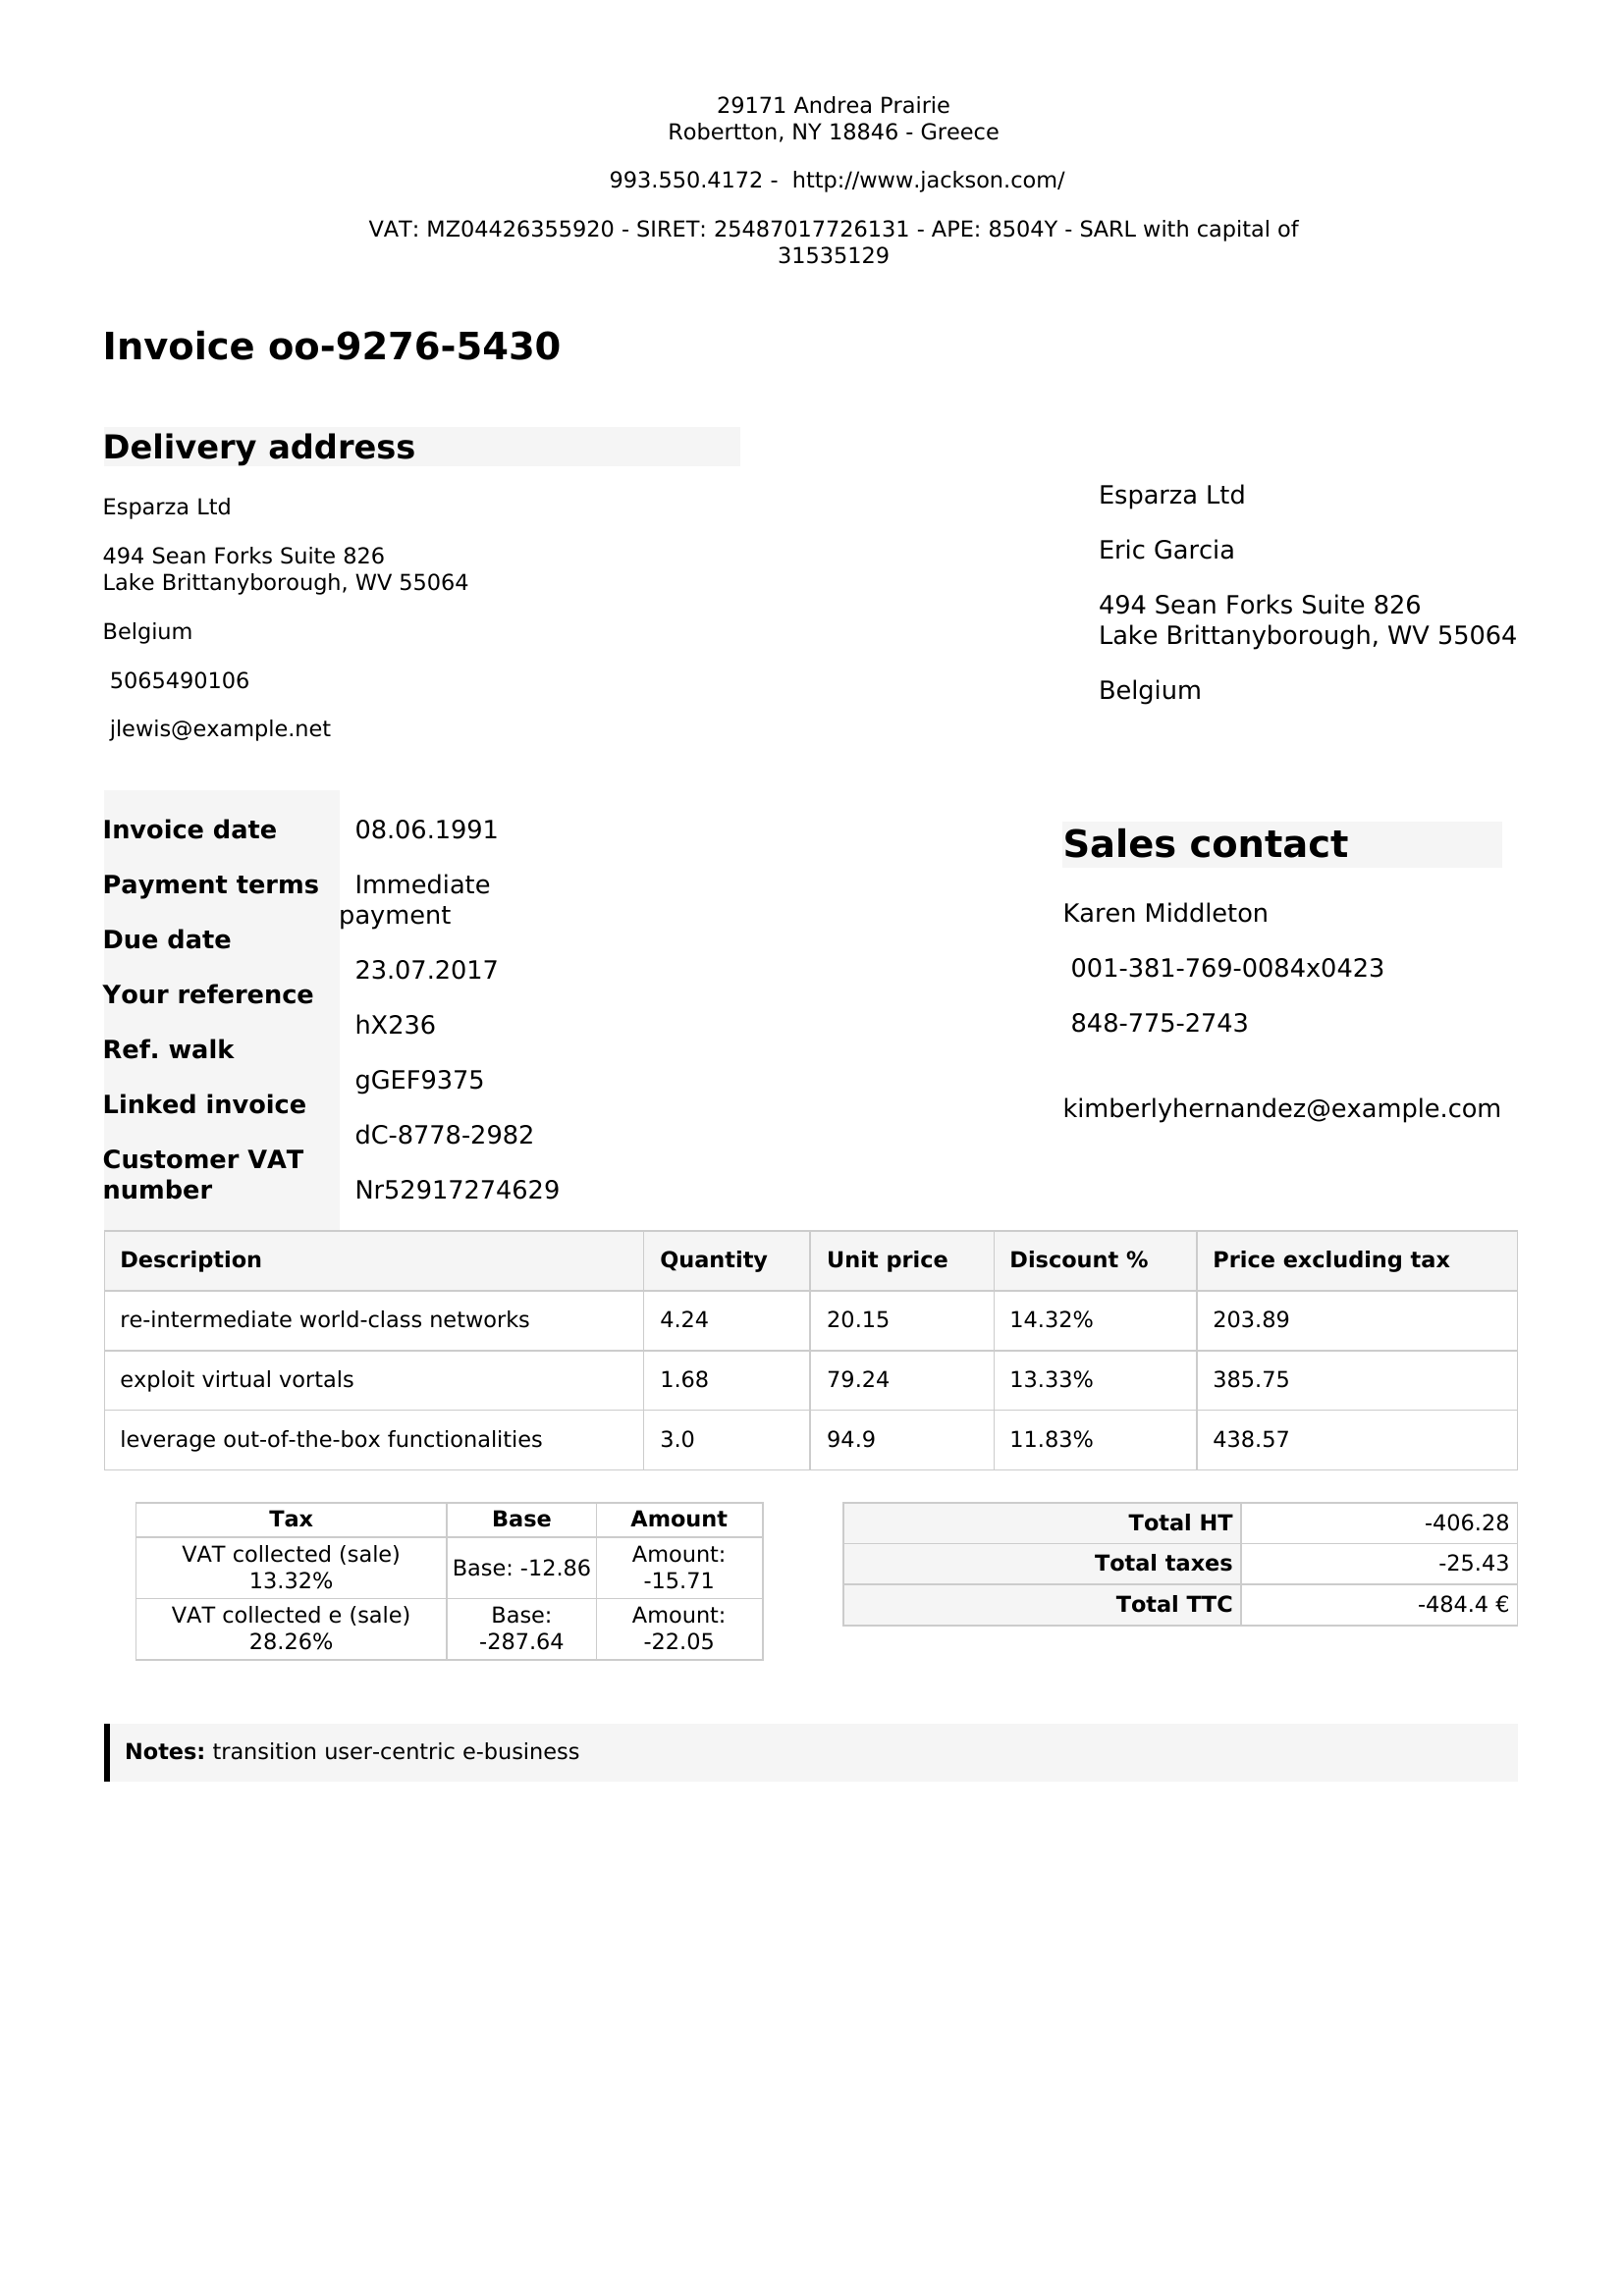 29171 Andrea Prairie
Robertton, NY 18846 - Greece
993.550.4172 - http://www.jackson.com/
VAT: MZ04426355920 - SIRET: 25487017726131 - APE: 8504Y - SARL with capital of
31535129
Invoice oo-9276-5430
Delivery address
Esparza Ltd
494 Sean Forks Suite 826
Lake Brittanyborough, WV 55064
Belgium
5065490106
jlewis@example.net
Esparza Ltd
Eric Garcia
494 Sean Forks Suite 826
Lake Brittanyborough, WV 55064
Belgium
Invoice date 08.06.1991
Payment terms Immediate
payment
Due date 23.07.2017
Your reference hX236
Ref. walk gGEF9375
Linked invoice dC-8778-2982
Customer VAT
number Nr52917274629
Sales contact
Karen Middleton
001-381-769-0084x0423
848-775-2743
kimberlyhernandez@example.com
Description Quantity Unit price Discount % Price excluding tax
re-intermediate world-class networks 4.24 20.15 14.32% 203.89
exploit virtual vortals 1.68 79.24 13.33% 385.75
leverage out-of-the-box functionalities 3.0 94.9 11.83% 438.57
Tax Base Amount
VAT collected (sale)
13.32% Base: -12.86 Amount:
-15.71
VAT collected e (sale)
28.26% Base:
-287.64 Amount:
-22.05
Total HT -406.28
Total taxes -25.43
Total TTC -484.4 €
Notes: transition user-centric e-business